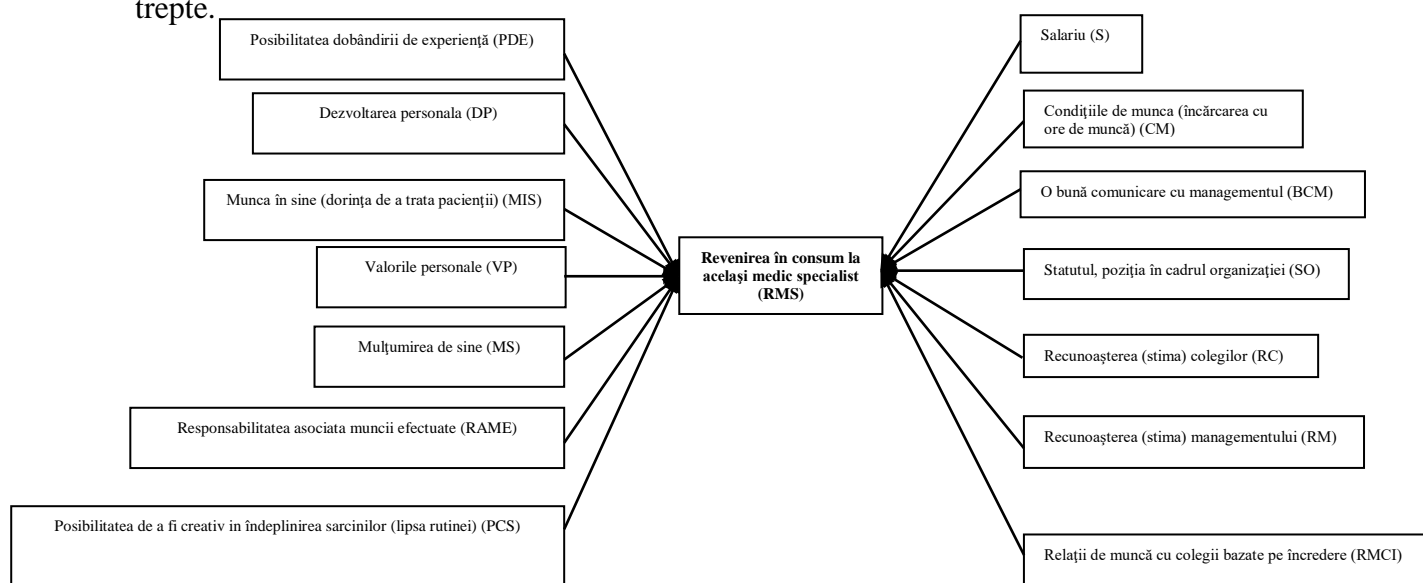 trepte.
Posibilitatea dobândirii de experienţă (PDE)
Dezvoltarea personala (DP)
Munca în sine (dorinţa de a trata pacienţii) (MIS)
Valorile personale (VP)
Mulţumirea de sine (MS)
Responsabilitatea asociata muncii efectuate (RAME)
Posibilitatea de a fi creativ in îndeplinirea sarcinilor (lipsa rutinei) (PCS)
Revenirea în consum la
acelaşi medic specialist
(RMS)
Salariu (S)
Condiţiile de munca (încărcarea cu
ore de muncă) (CM)
O bună comunicare cu managementul (BCM)
Statutul, poziţia în cadrul organizaţiei (SO)
Recunoaşterea (stima) colegilor (RC)
Recunoaşterea (stima) managementului (RM)
Relaţii de muncă cu colegii bazate pe încredere (RMCI)